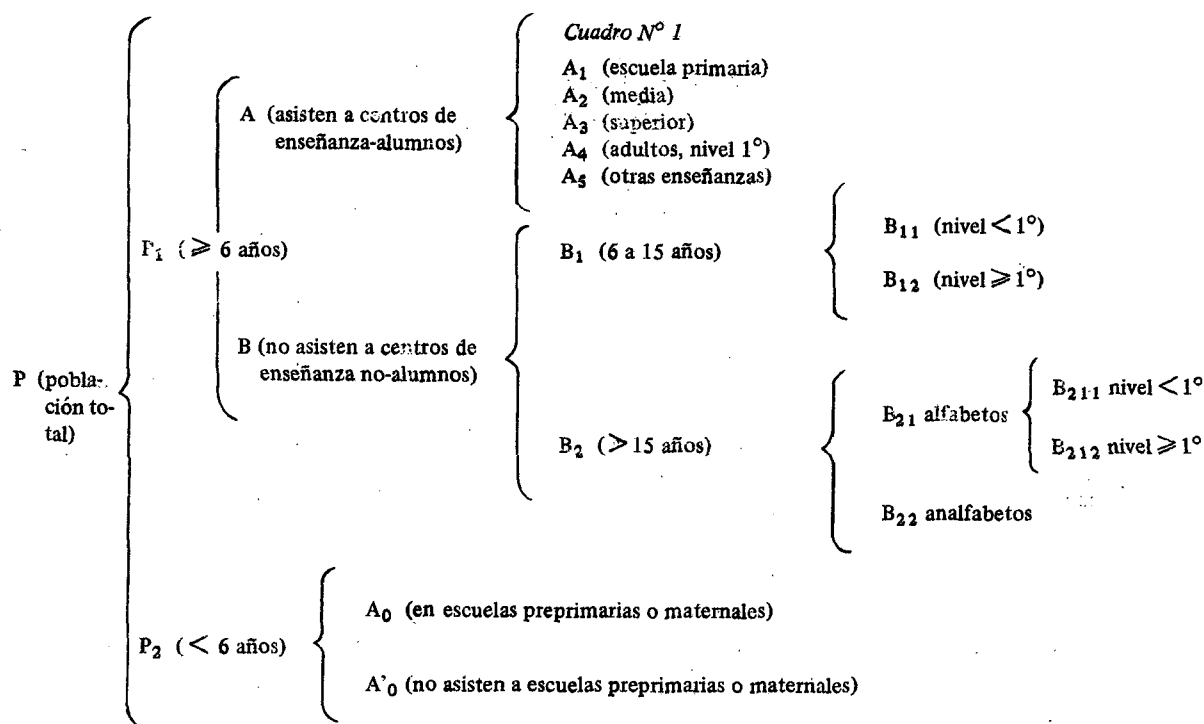 Cuadro Nº 1
A₁ (escuela primaria)
A₂ (media)
A₃ (superior)
A₄ (adultos, nivel 1°)
A₅ (otras enseñanzas)
A (asisten a centros de
enseñanza-alumnos)
P₁ (⩾ 6 años)
B₁ (6 a 15 años)
B₁₁ (nivel < 1°)
B₁₂ (nivel ⩾ 1°)
B (no asisten a centros de
enseñanza no-alumnos)
P (pobla-
ción to-
tal)
B₂ (> 15 años)
B₂₁ alfabetos
B₂₁₁ nivel < 1°
B₂₁₂ nivel ⩾ 1°
B₂₂ analfabetos
P₂ (< 6 años)
A₀ (en escuelas preprimarias o maternales)
A’₀ (no asisten a escuelas preprimarias o maternales)